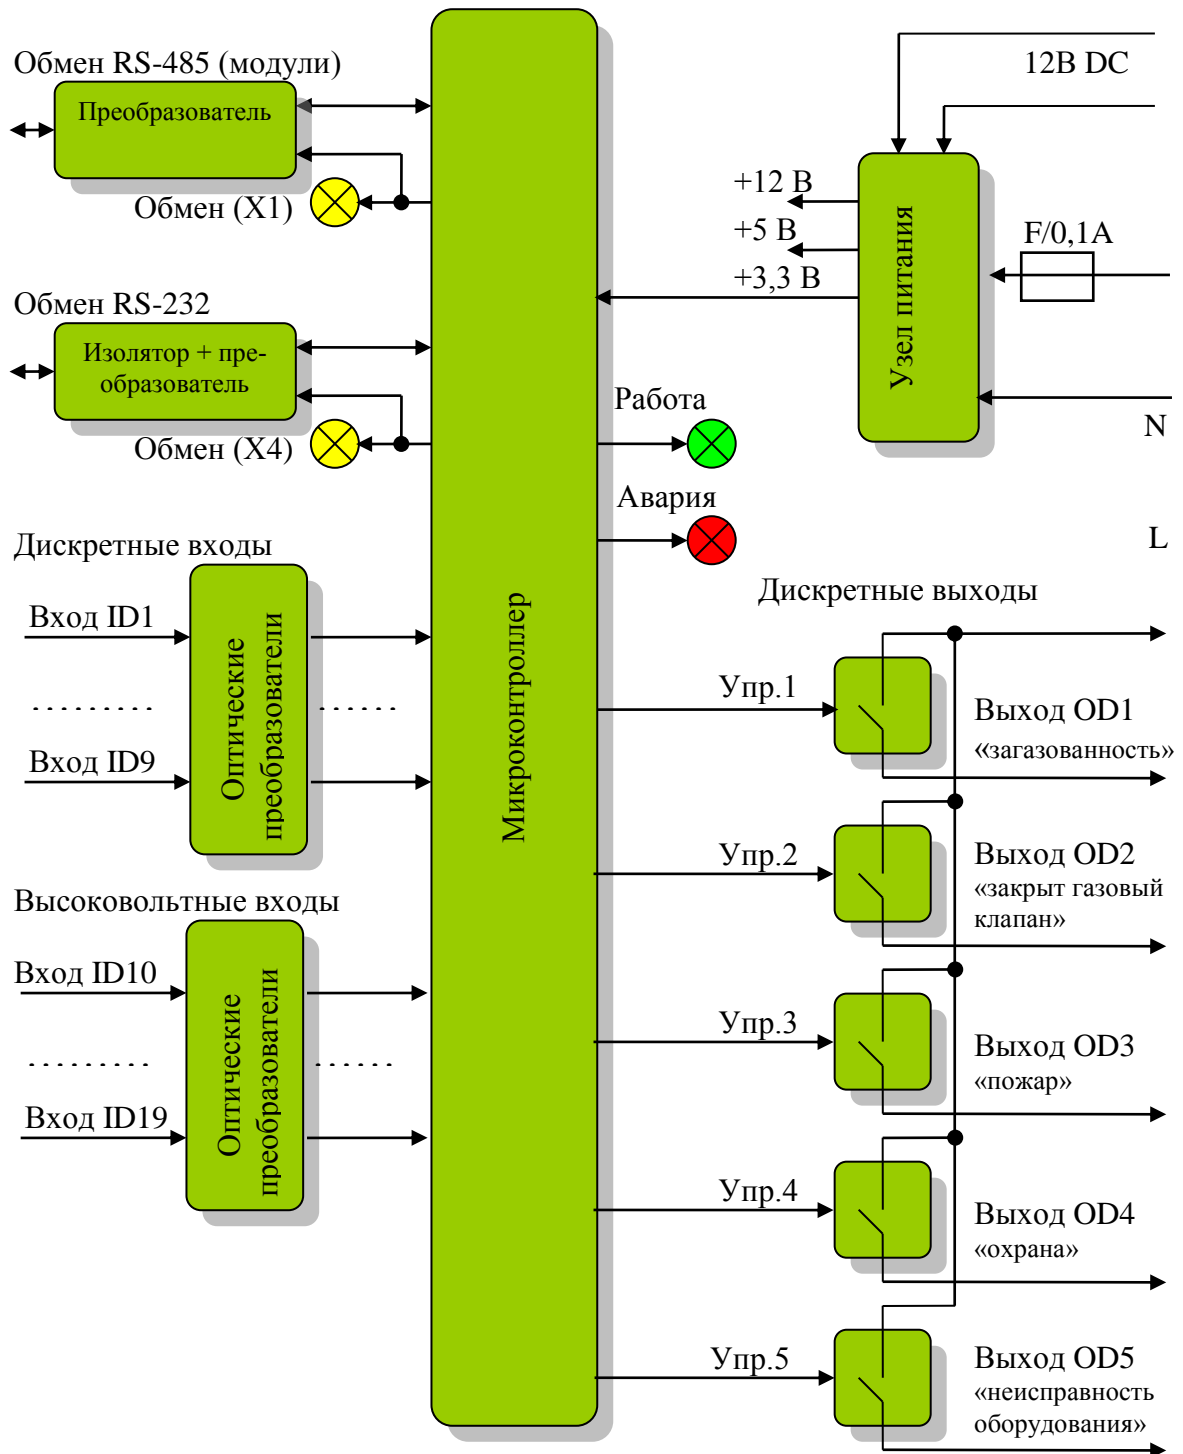 Обмен RS-485 (модули)
Преобразователь
Обмен (X1)
Обмен RS-232
Изолятор + пре-
образователь
Обмен (X4)
Дискретные входы
Вход ID1
.........
Вход ID9
Оптические
преобразователи
......
Высоковольтные входы
Вход ID10
.........
Вход ID19
Оптические
преобразователи
......
Микроконтроллер
12В DC
+12 В
+5 В
+3,3 В
Узел питания
F/0,1A
N
L
Работа
Авария
Дискретные выходы
Упр.1
Выход OD1
«загазованность»
Упр.2
Выход OD2
«закрыт газовый
клапан»
Упр.3
Выход OD3
«пожар»
Упр.4
Выход OD4
«охрана»
Упр.5
Выход OD5
«неисправность
оборудования»